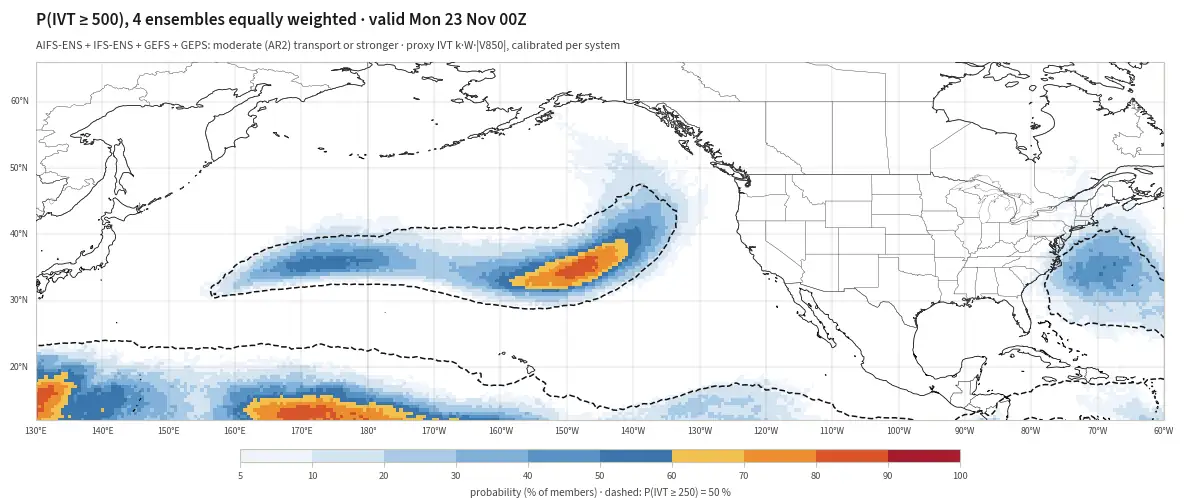 P(IVT ≥ 500), 4 ensembles equally weighted · valid Mon 23 Nov 00Z
AIFS-ENS + IFS-ENS + GEFS + GEPS: moderate (AR2) transport or stronger · proxy IVT k·W·|V850|, calibrated per system
60°N
50°N
40°N
30°N
20°N
130°E 140°E 150°E 160°E 170°E 180° 170°W 160°W 150°W 140°W 130°W 120°W 110°W 100°W 90°W 80°W 70°W 60°W
5 10 20 30 40 50 60 70 80 90 100
probability (% of members) · dashed: P(IVT ≥ 250) = 50 %